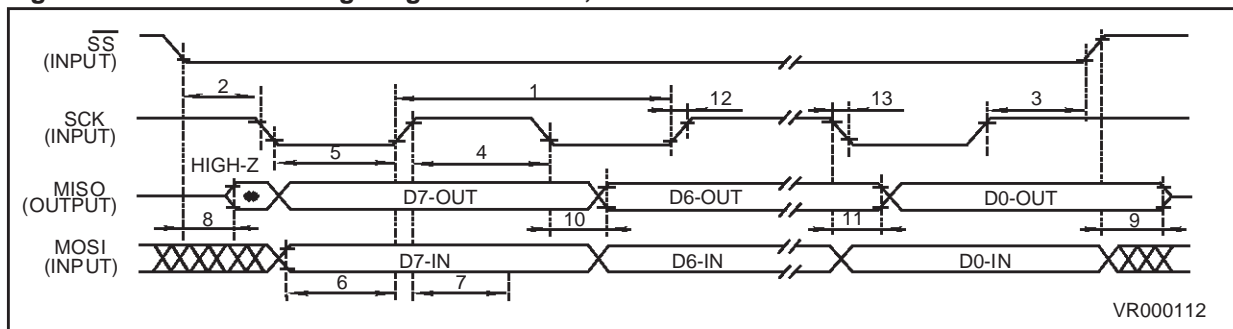 SS
(INPUT)
2
1
12
13
3
SCK
(INPUT)
5
4
HIGH-Z
MISO
(OUTPUT)
D7-OUT
D6-OUT
D0-OUT
8
10
11
9
MOSI
(INPUT)
D7-IN
D6-IN
D0-IN
6
7
VR000112